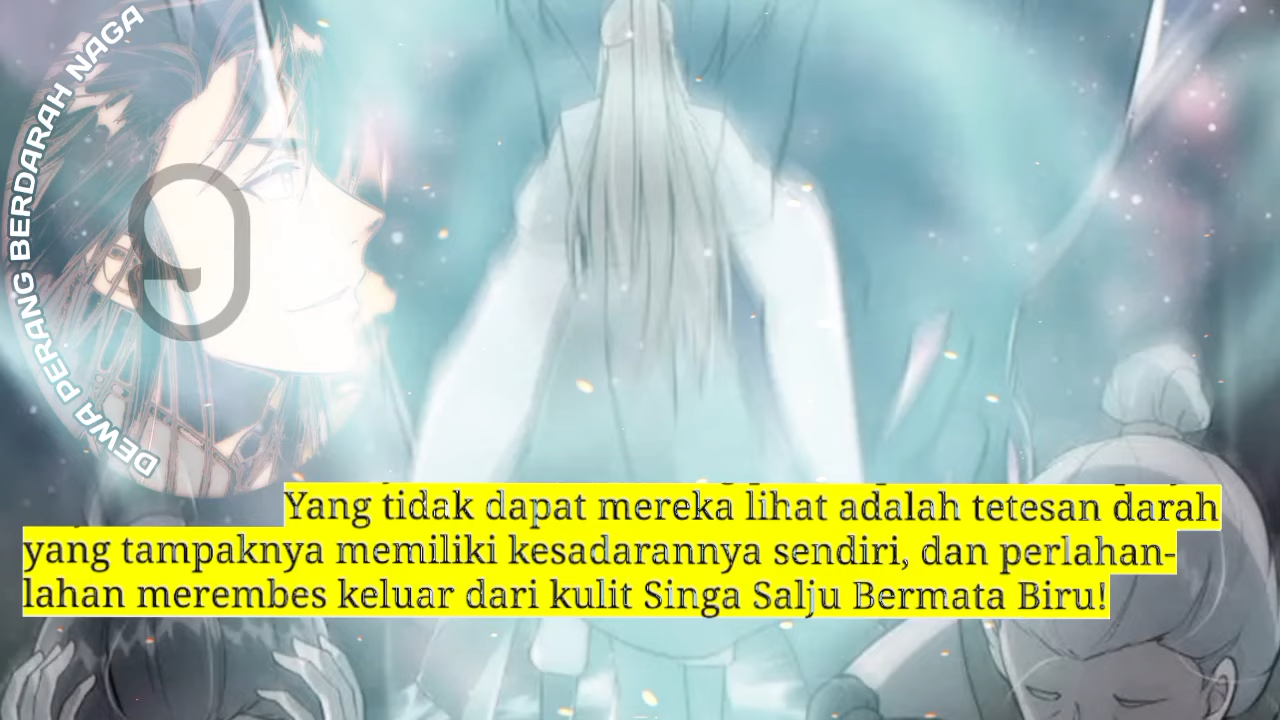 DEWA PERANG BERDARAH NAGA
Yang tidak dapat mereka lihat adalah tetesan darah
yang tampaknya memiliki kesadarannya sendiri, dan perlahan-
lahan merembes keluar dari kulit Singa Salju Bermata Biru!